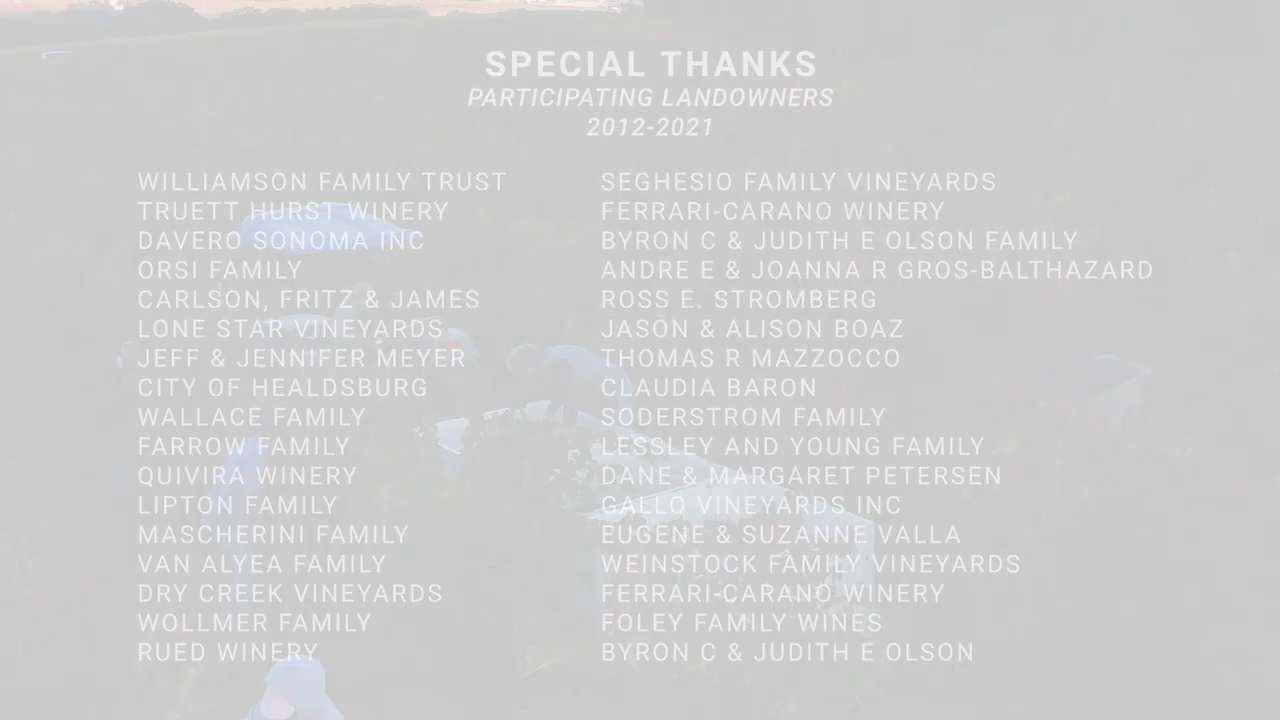 SPECIAL THANKS
PARTICIPATING LANDOWNERS
2012-2021
WILLIAMSON FAMILY TRUST
TRUETT HURST WINERY
DAVERO SONOMA INC
ORSI FAMILY
CARLSON, FRITZ & JAMES
LONE STAR VINEYARDS
JEFF & JENNIFER MEYER
CITY OF HEALDSBURG
WALLACE FAMILY
FARROW FAMILY
QUIVIRA WINERY
LIPTON FAMILY
MASCHERINI FAMILY
VAN ALYEA FAMILY
DRY CREEK VINEYARDS
WOLLMER FAMILY
RUED WINERY
SEGHESIO FAMILY VINEYARDS
FERRARI-CARANO WINERY
BYRON C & JUDITH E OLSON FAMILY
ANDRE E & JOANNA R GROS-BALTHAZARD
ROSS E. STROMBERG
JASON & ALISON BOAZ
THOMAS R MAZZOCCO
CLAUDIA BARON
SODERSTROM FAMILY
LESSLEY AND YOUNG FAMILY
DANE & MARGARET PETERSEN
GALLO VINEYARDS INC
EUGENE & SUZANNE VALLA
WEINSTOCK FAMILY VINEYARDS
FERRARI-CARANO WINERY
FOLEY FAMILY WINES
BYRON C & JUDITH E OLSON